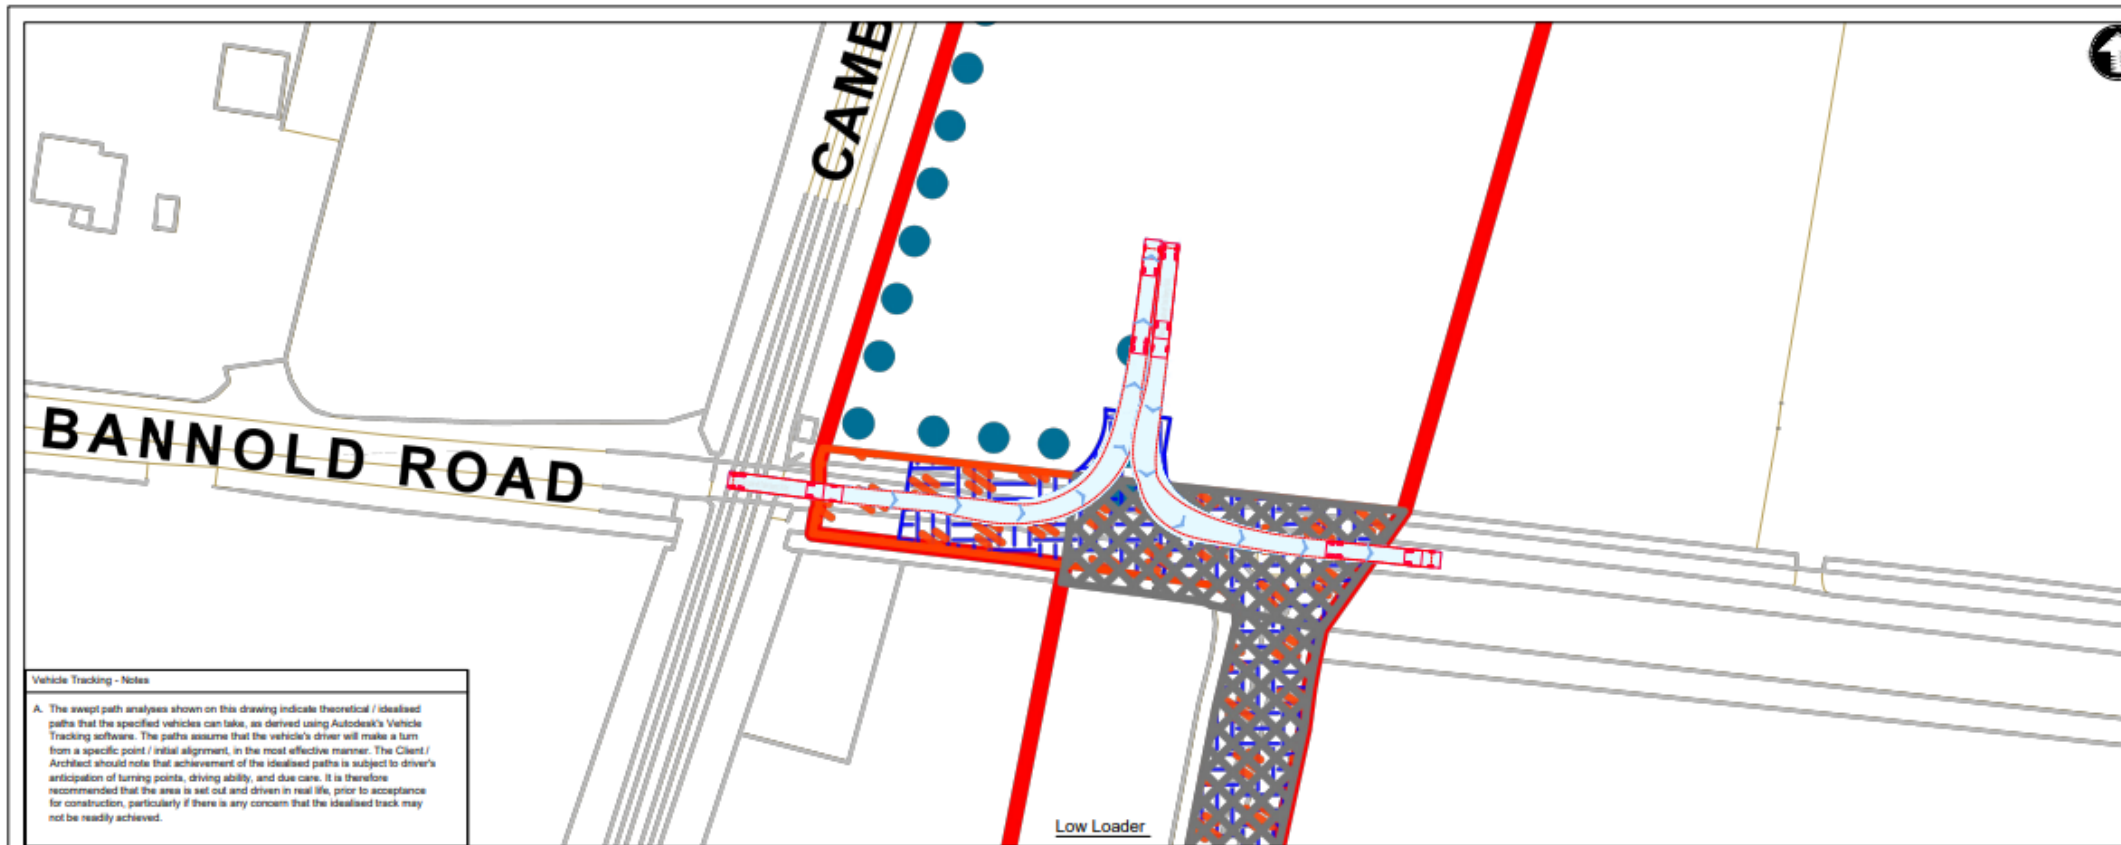 CAMB
BANNOLD ROAD
Vehicle Tracking - Notes
A. The swept path analyses shown on this drawing indicate theoretical / idealised
paths that the specified vehicles can take, as derived using Autodesk's Vehicle
Tracking software. The paths assume that the vehicle's driver will make a turn
from a specific point / initial alignment, in the most effective manner. The Client /
Architect should note that achievement of the idealised paths is subject to driver's
anticipation of turning points, driving ability, and due care. It is therefore
recommended that the area is set out and driven in real life, prior to acceptance
for construction, particularly if there is any concern that the idealised track may
not be readily achieved.
Low Loader